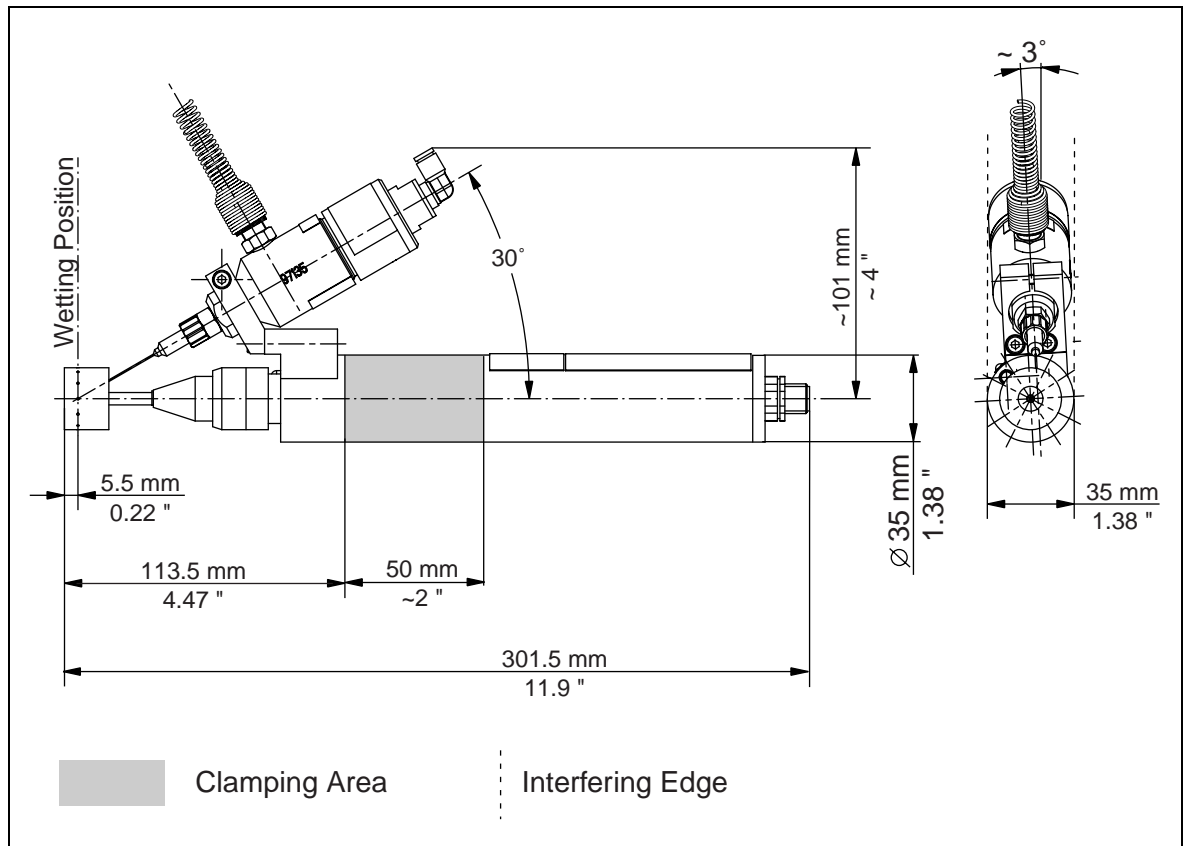 ~ 3°
Wetting Position
97135
30°
~101 mm
~ 4 "
5.5 mm
0.22 "
Ø 35 mm
1.38 "
35 mm
1.38 "
113.5 mm
4.47 "
50 mm
~2 "
301.5 mm
11.9 "
Clamping Area
Interfering Edge